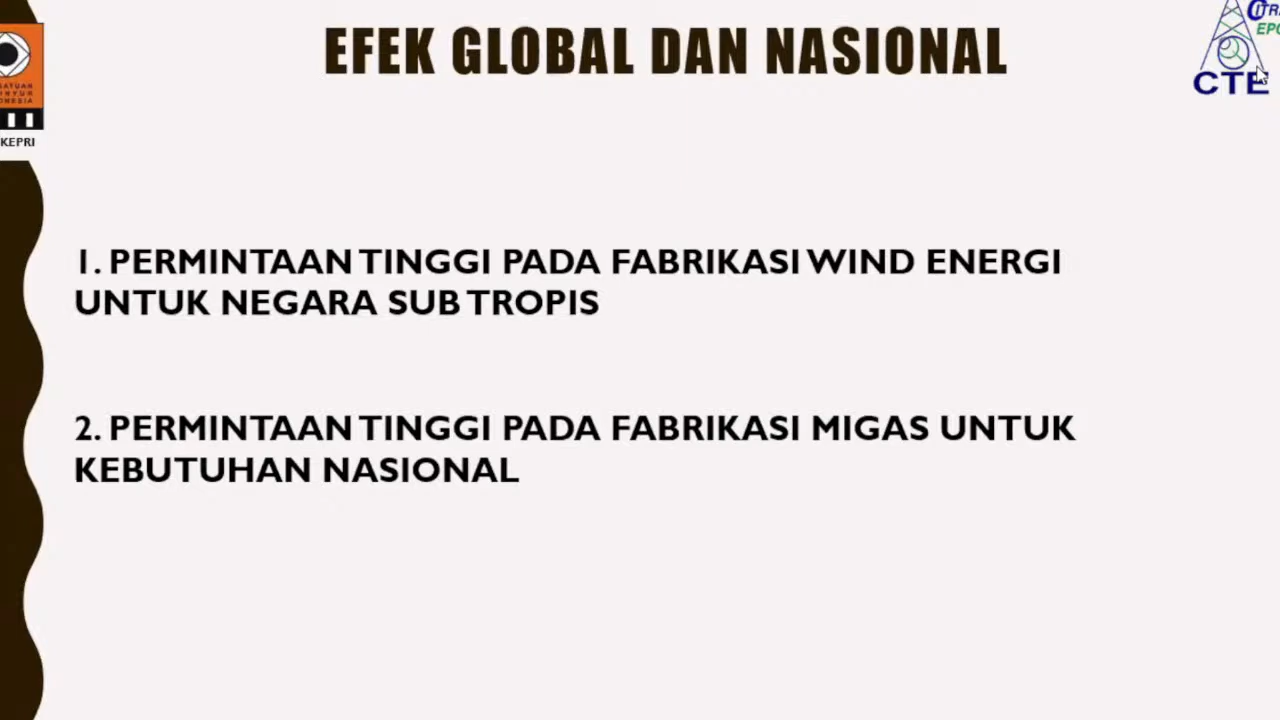 EFEK GLOBAL DAN NASIONAL
KEPRI
CTE
1. PERMINTAAN TINGGI PADA FABRIKASI WIND ENERGI
UNTUK NEGARA SUB TROPIS
2. PERMINTAAN TINGGI PADA FABRIKASI MIGAS UNTUK
KEBUTUHAN NASIONAL